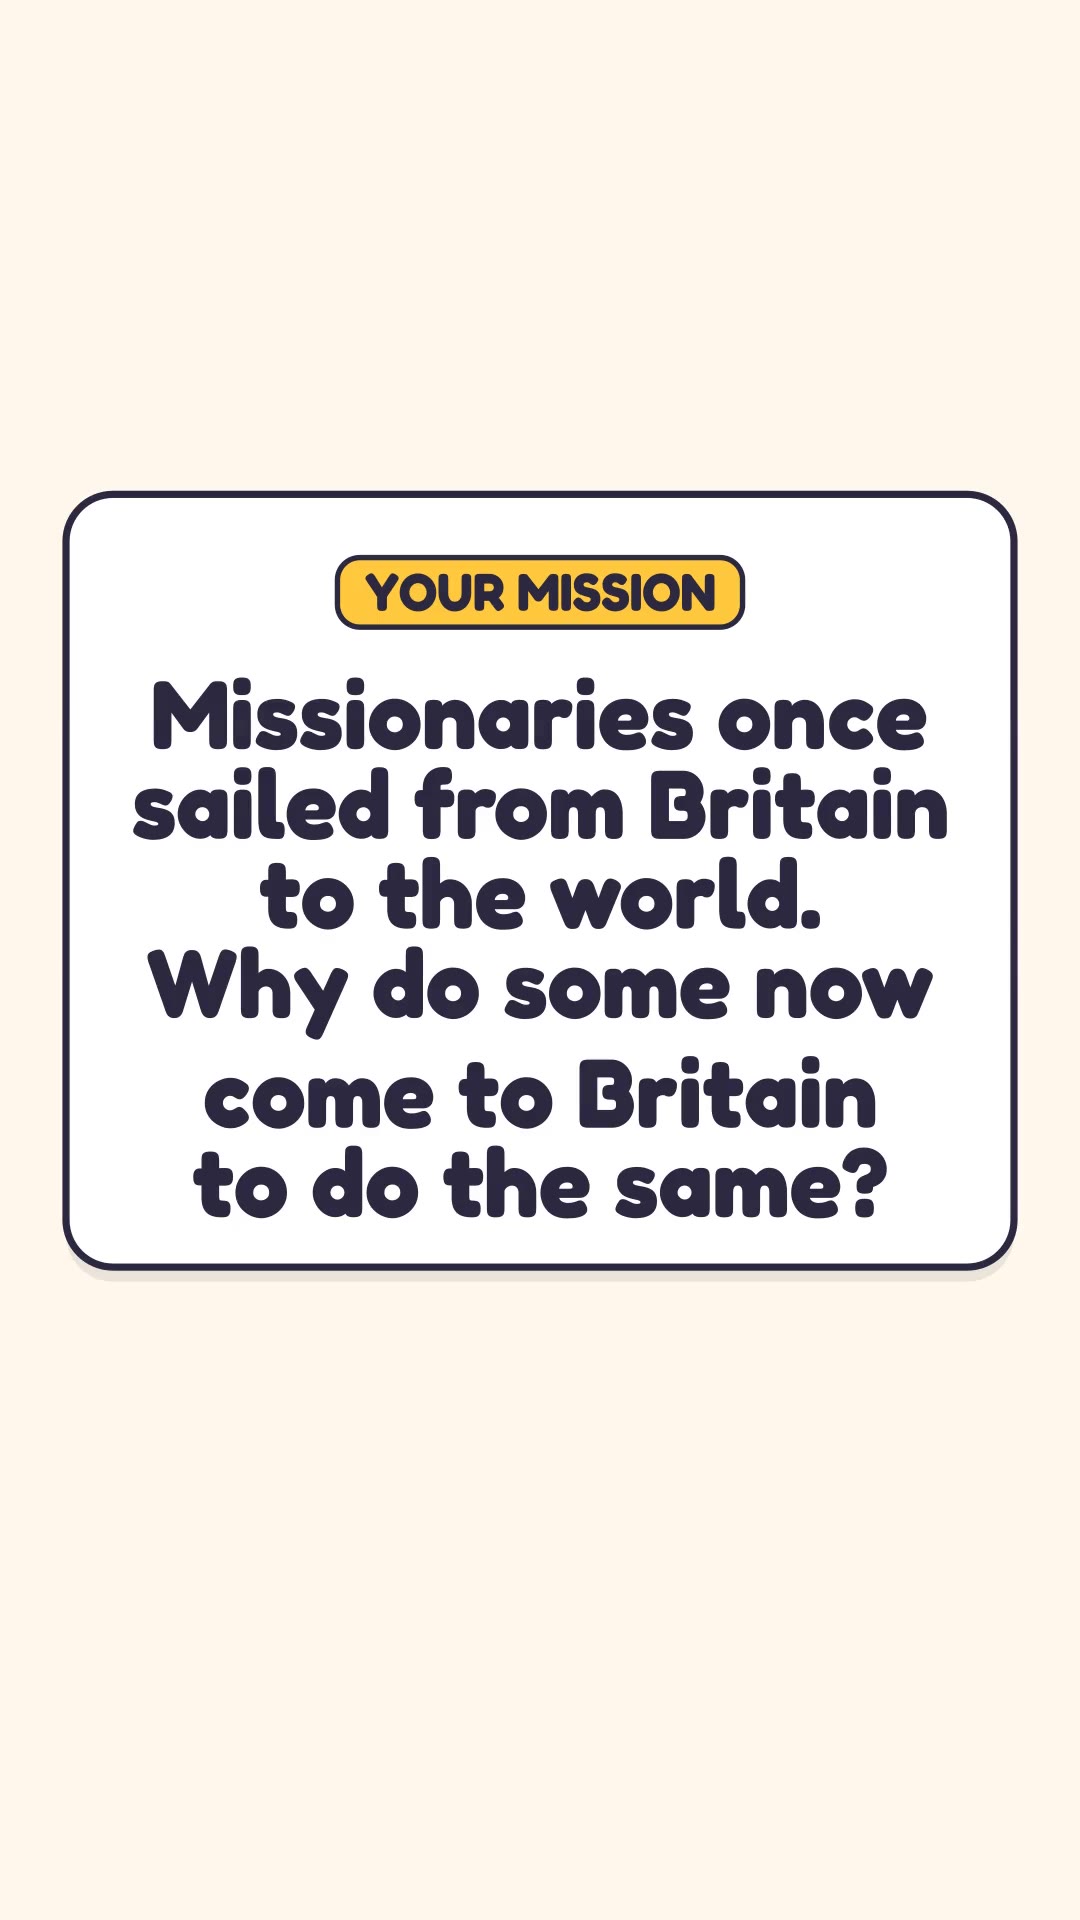 YOUR MISSION
Missionaries once
sailed from Britain
to the world.
Why do some now
come to Britain
to do the same?